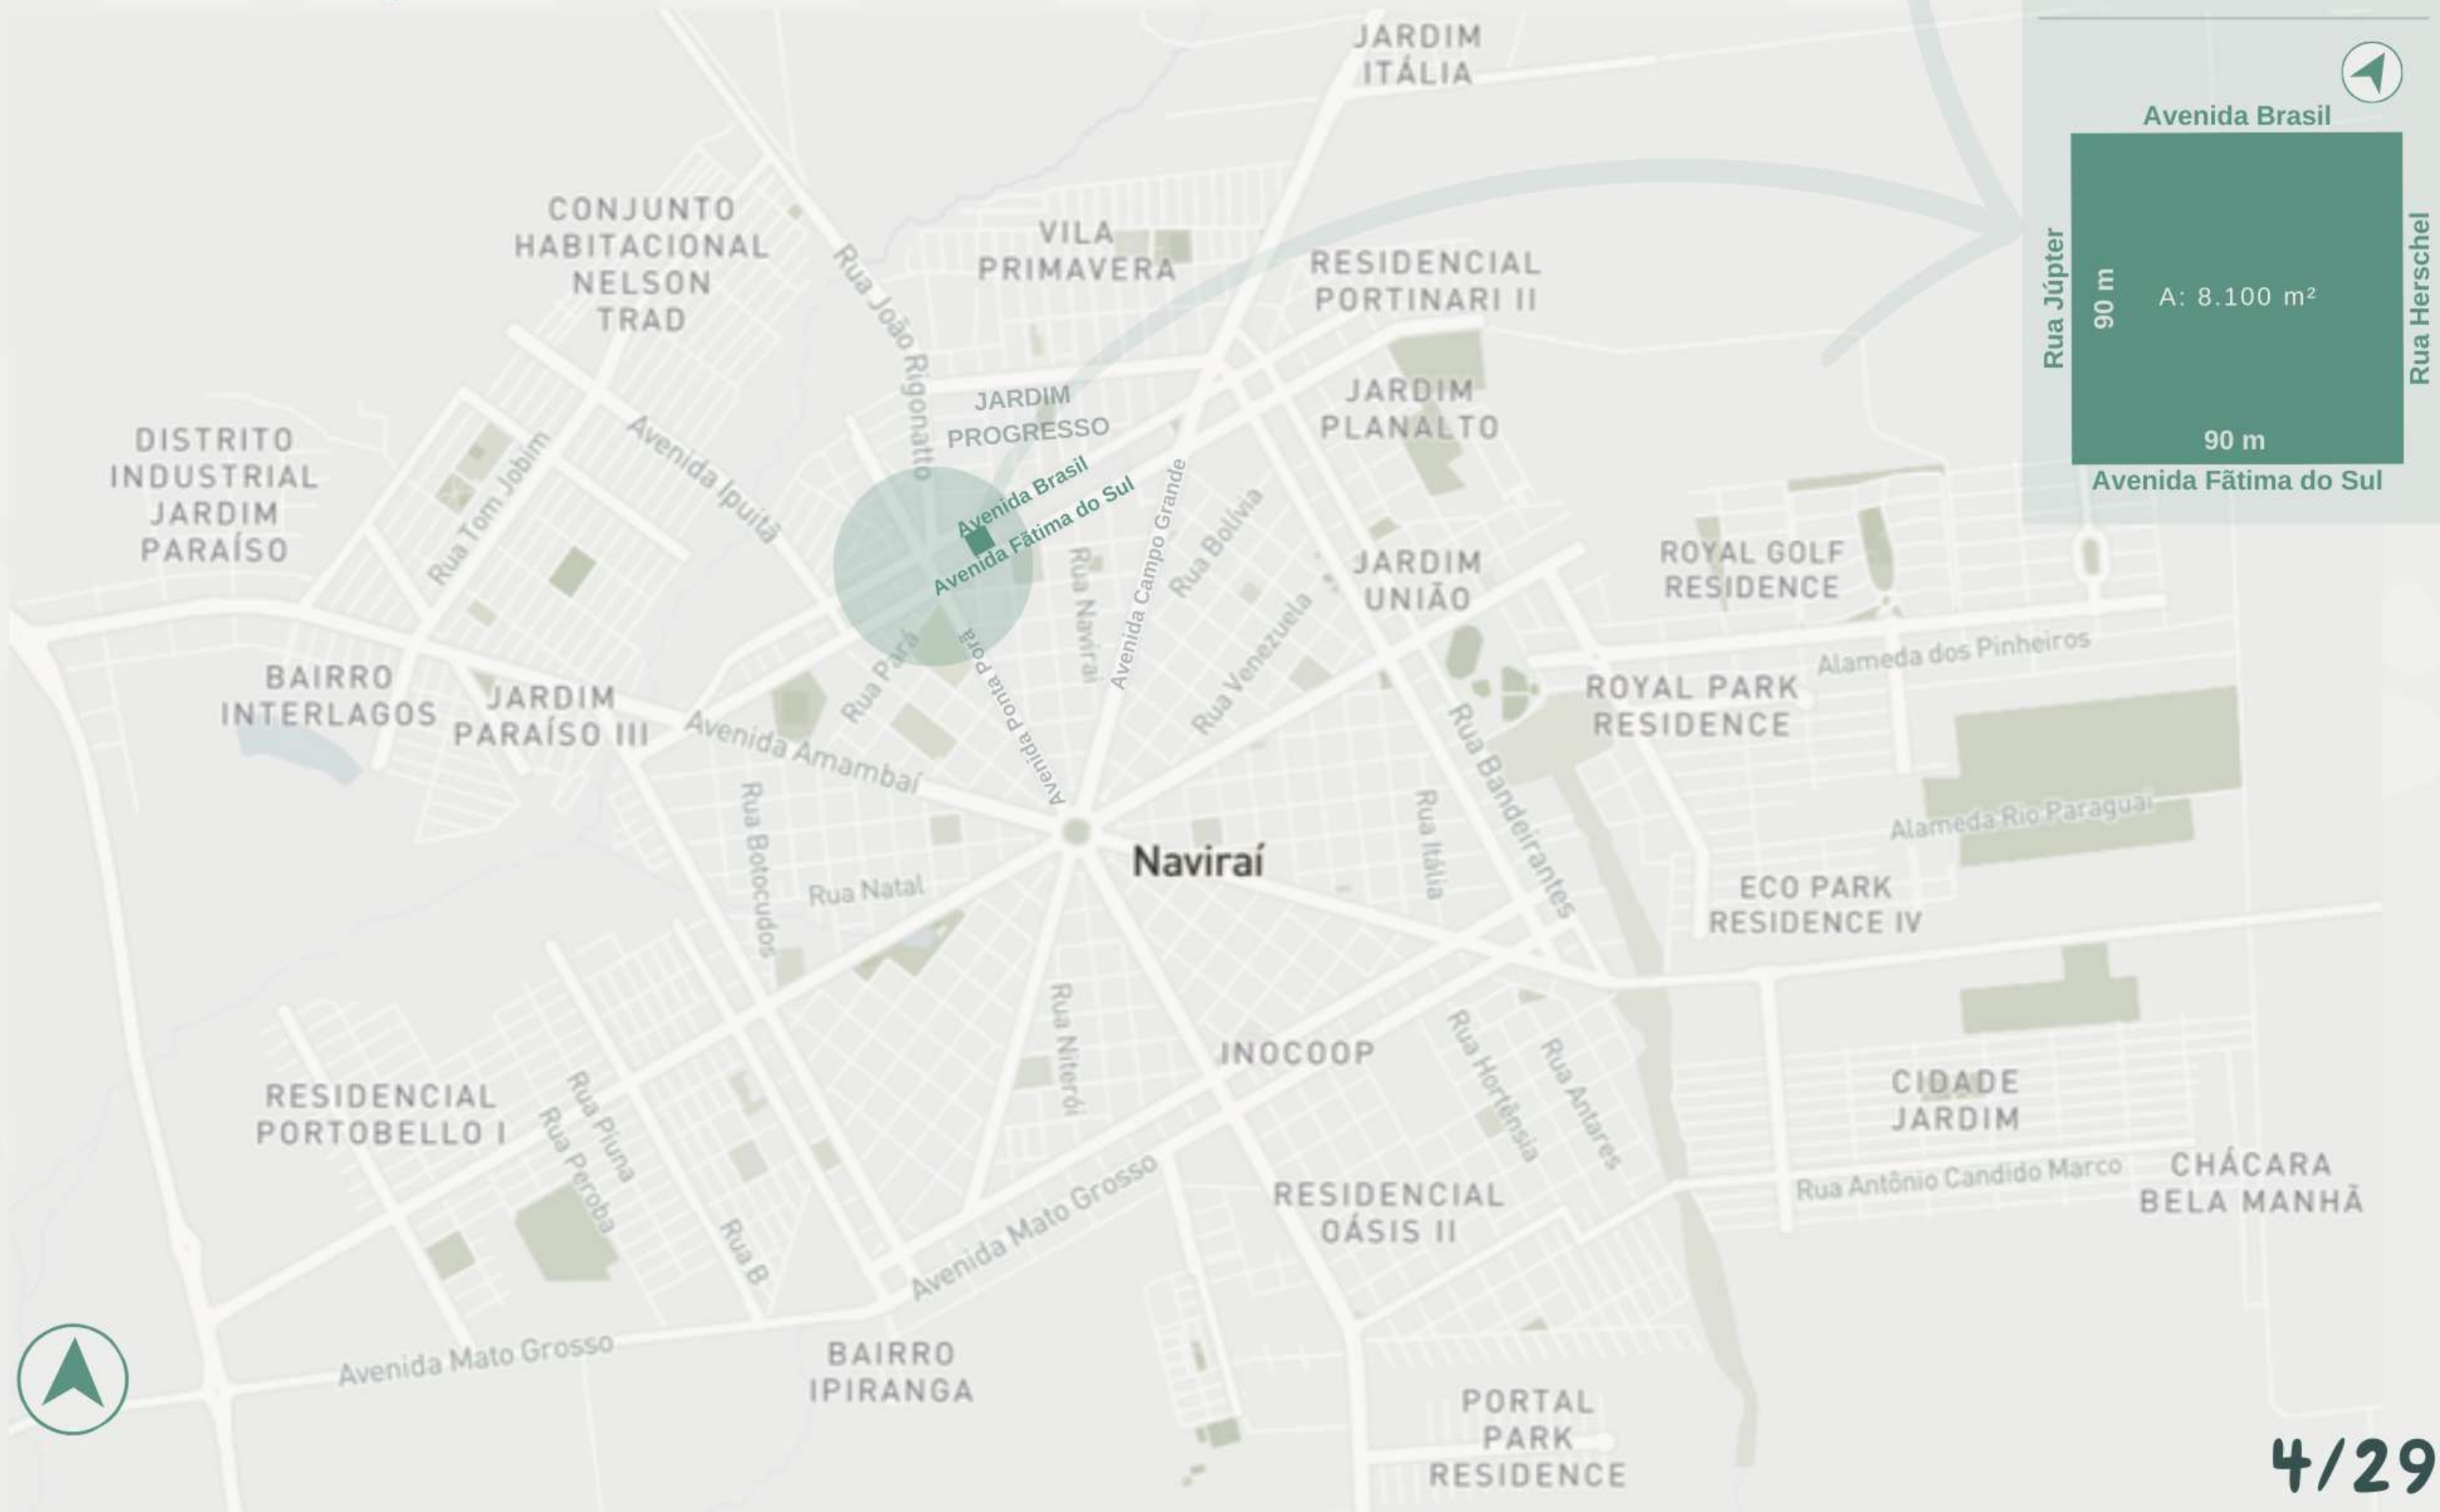 JARDIM
ITÁLIA
Avenida Brasil
Rua Júpter
90 m
A: 8.100 m²
Rua Herschel
90 m
Avenida Fãtima do Sul
CONJUNTO
HABITACIONAL
NELSON
TRAD
VILA
PRIMAVERA
RESIDENCIAL
PORTINARI II
Rua João Rigonatto
JARDIM
PROGRESSO
JARDIM
PLANALTO
DISTRITO
INDUSTRIAL
JARDIM
PARAÍSO
Rua Tom Jobim
Avenida Ipuitã
Avenida Brasil
Avenida Fãtima do Sul
Avenida Campo Grande
Rua Bolívia
Rua Naviraí
Rua Venezuela
JARDIM
UNIÃO
ROYAL GOLF
RESIDENCE
Alameda dos Pinheiros
BAIRRO
INTERLAGOS
JARDIM
PARAÍSO III
Rua Pará
Avenida Ponta Porã
ROYAL PARK
RESIDENCE
Avenida Amambaí
Rua Bandeirantes
Rua Botocudos
Rua Itália
Alameda Rio Paraguai
Naviraí
Rua Natal
ECO PARK
RESIDENCE IV
Rua Niterói
INOCOOP
Rua Hortênsia
Rua Antares
RESIDENCIAL
PORTOBELLO I
Rua Piuna
Rua Peroba
CIDADE
JARDIM
Rua Antônio Candido Marco
CHÁCARA
BELA MANHÃ
Rua B
Avenida Mato Grosso
RESIDENCIAL
OÁSIS II
Avenida Mato Grosso
BAIRRO
IPIRANGA
PORTAL
PARK
RESIDENCE
4/29